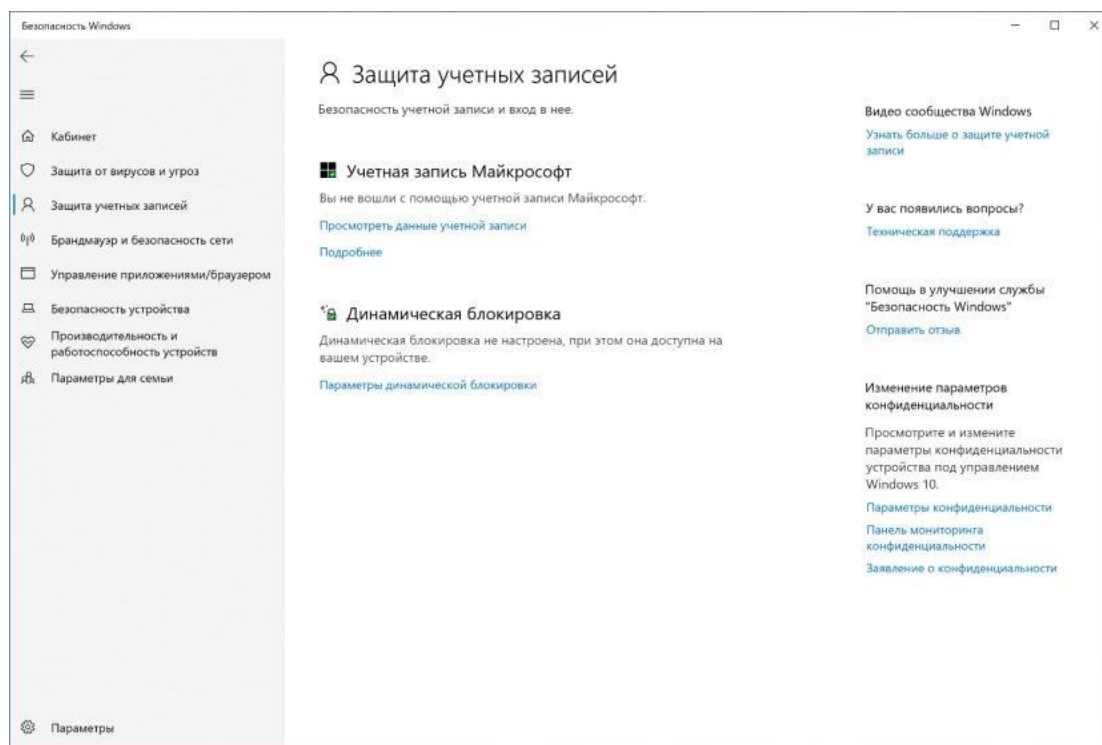 Безопасность Windows
Кабинет
Защита от вирусов и угроз
Защита учетных записей
Брандмауэр и безопасность сети
Управление приложениями/браузером
Безопасность устройства
Производительность и
работоспособность устройств
Параметры для семьи
Параметры
Защита учетных записей
Безопасность учетной записи и вход в нее.
Учетная запись Майкрософт
Вы не вошли с помощью учетной записи Майкрософт.
Просмотреть данные учетной записи
Подробнее
Динамическая блокировка
Динамическая блокировка не настроена, при этом она доступна на
вашем устройстве.
Параметры динамической блокировки
Видео сообщества Windows
Узнать больше о защите учетной
записи
У вас появились вопросы?
Техническая поддержка
Помощь в улучшении службы
"Безопасность Windows"
Отправить отзыв
Изменение параметров
конфиденциальности
Просмотрите и измените
параметры конфиденциальности
устройства под управлением
Windows 10.
Параметры конфиденциальности
Панель мониторинга
конфиденциальности
Заявление о конфиденциальности